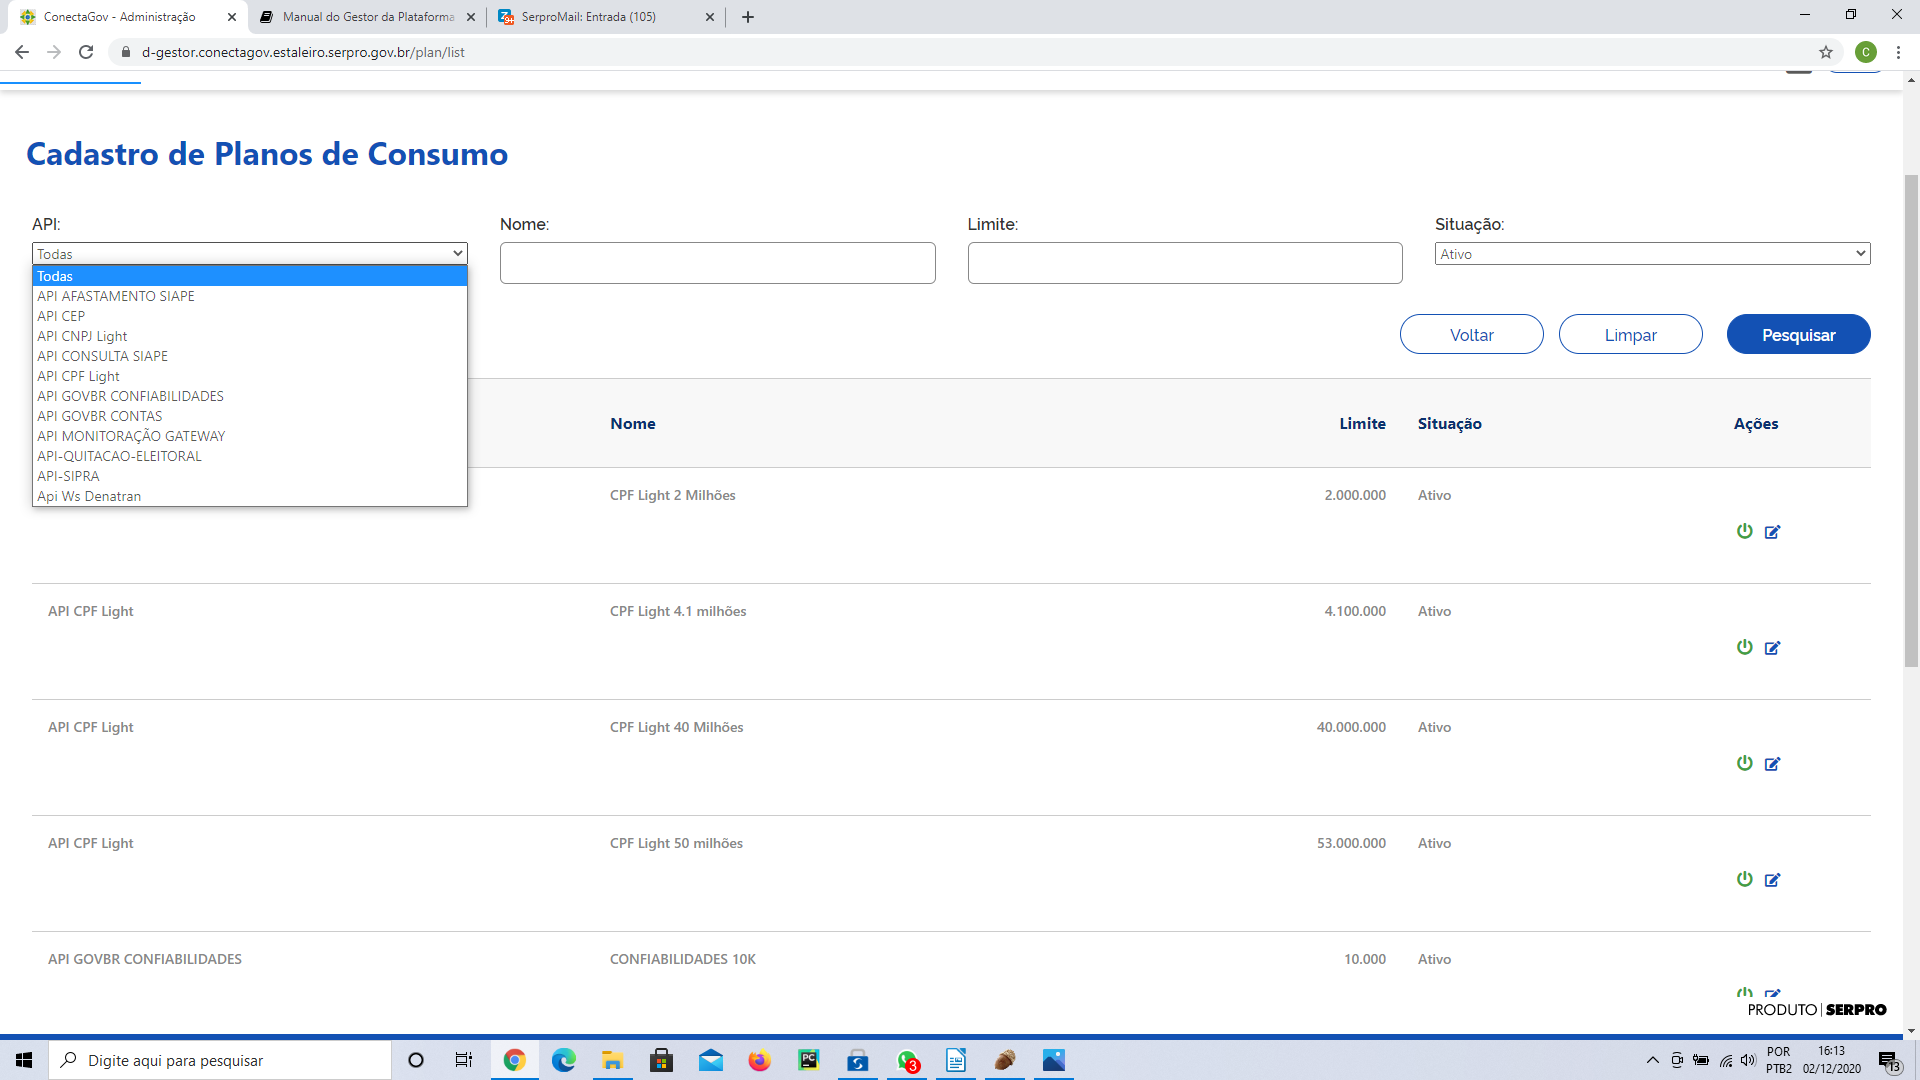 ConectaGov - Administração
Manual do Gestor da Plataforma
SerproMail: Entrada (105)
d-gestor.conectagov.estaleiro.serpro.gov.br/plan/list
C
Cadastro de Planos de Consumo
API:
Nome:
Limite:
Situação:
Todas
Ativo
Todas
API AFASTAMENTO SIAPE
API CEP
API CNPJ Light
API CONSULTA SIAPE
API CPF Light
API GOVBR CONFIABILIDADES
API GOVBR CONTAS
API MONITORAÇÃO GATEWAY
API-QUITACAO-ELEITORAL
API-SIPRA
Api Ws Denatran
Voltar
Limpar
Pesquisar
Nome
Limite
Situação
Ações
CPF Light 2 Milhões
2.000.000
Ativo
API CPF Light
CPF Light 4.1 milhões
4.100.000
Ativo
API CPF Light
CPF Light 40 Milhões
40.000.000
Ativo
API CPF Light
CPF Light 50 milhões
53.000.000
Ativo
API GOVBR CONFIABILIDADES
CONFIABILIDADES 10K
10.000
Ativo
PRODUTO | SERPRO
Digite aqui para pesquisar
PC
3
POR
PTB2
16:13
02/12/2020
13